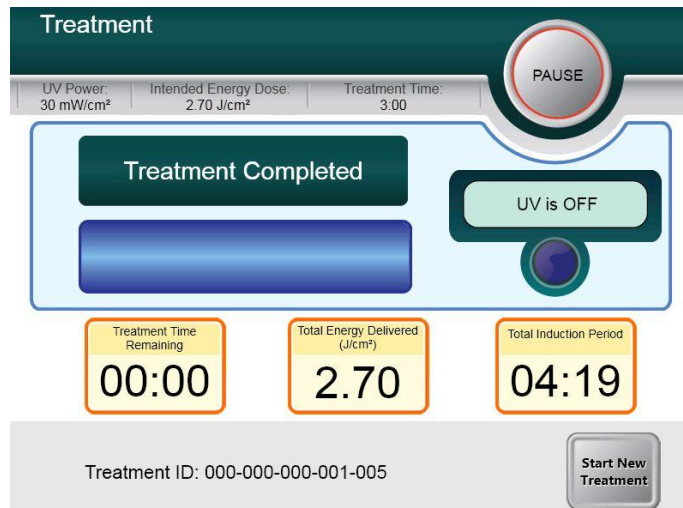 Treatment
PAUSE
UV Power:
30 mW/cm²
Intended Energy Dose:
2.70 J/cm²
Treatment Time:
3:00
Treatment Completed
UV is OFF
Treatment Time
Remaining
00:00
Total Energy Delivered
(J/cm²)
2.70
Total Induction Period
04:19
Treatment ID: 000-000-000-001-005
Start New
Treatment